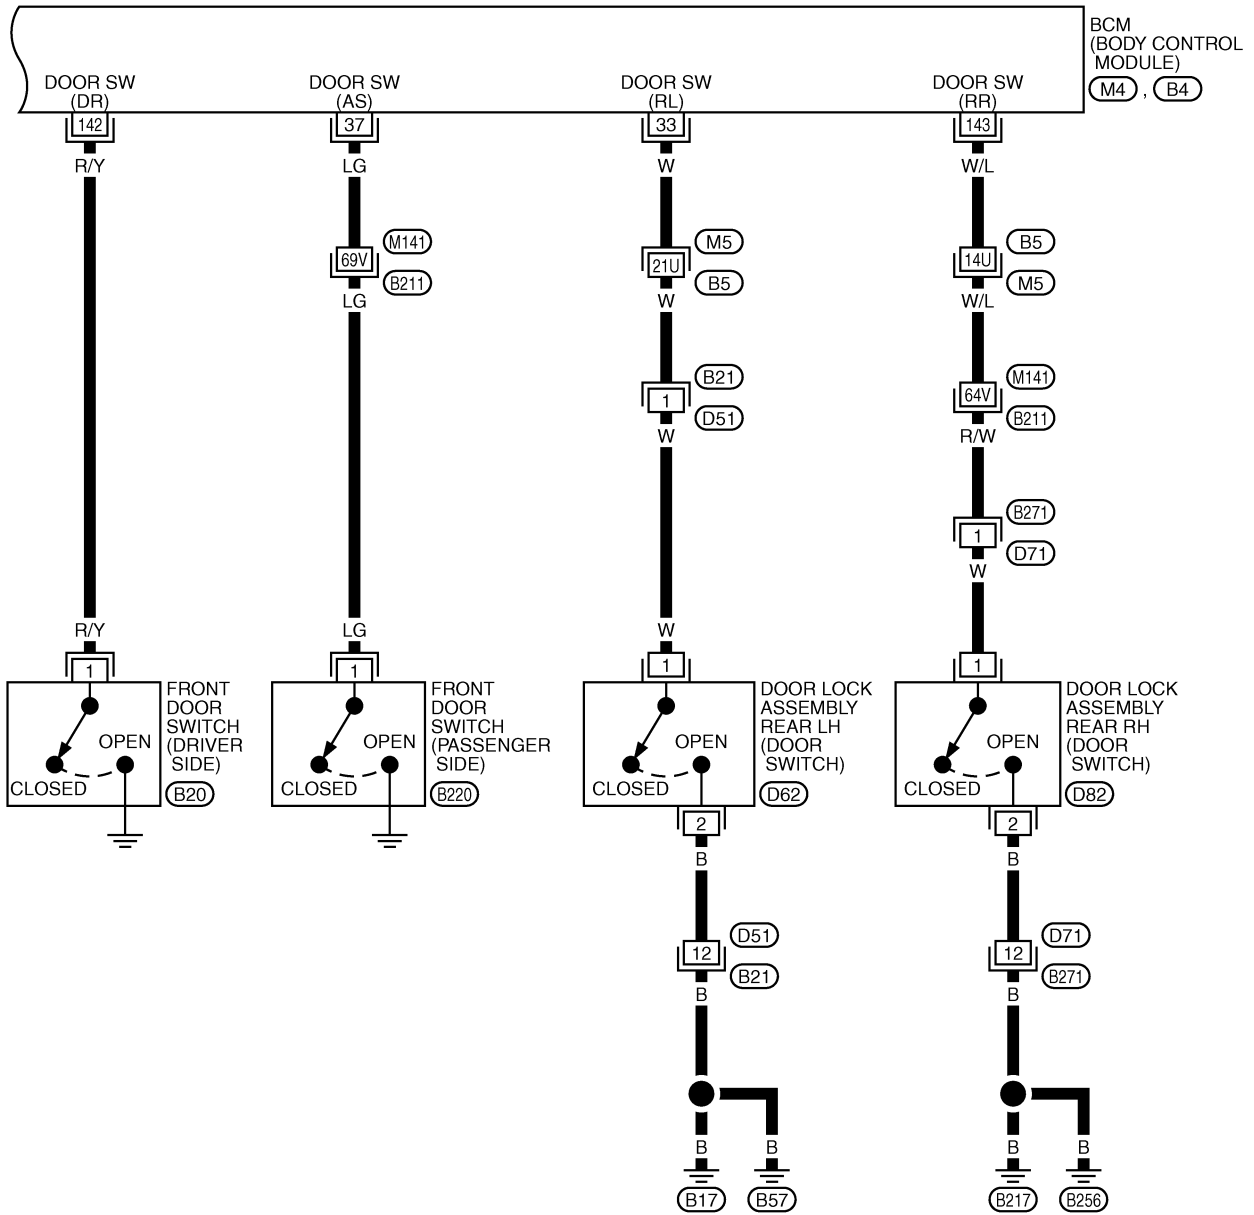 BCM
(BODY CONTROL
MODULE)
M4 , B4
DOOR SW
(DR)
DOOR SW
(AS)
DOOR SW
(RL)
DOOR SW
(RR)
142
37
33
143
R/Y
LG
W
W/L
69V
M141
B211
21U
M5
B5
14U
B5
M5
LG
W
W/L
1
B21
D51
64V
M141
B211
W
R/W
1
B271
D71
W
R/Y
LG
W
1
1
1
1
OPEN
CLOSED
FRONT
DOOR
SWITCH
(DRIVER
SIDE)
B20
OPEN
CLOSED
FRONT
DOOR
SWITCH
(PASSENGER
SIDE)
B220
OPEN
CLOSED
DOOR LOCK
ASSEMBLY
REAR LH
(DOOR
SWITCH)
D62
OPEN
CLOSED
DOOR LOCK
ASSEMBLY
REAR RH
(DOOR
SWITCH)
D82
2
2
B
B
12
D51
B21
12
D71
B271
B
B
B
B
B
B
B17
B57
B217
B256